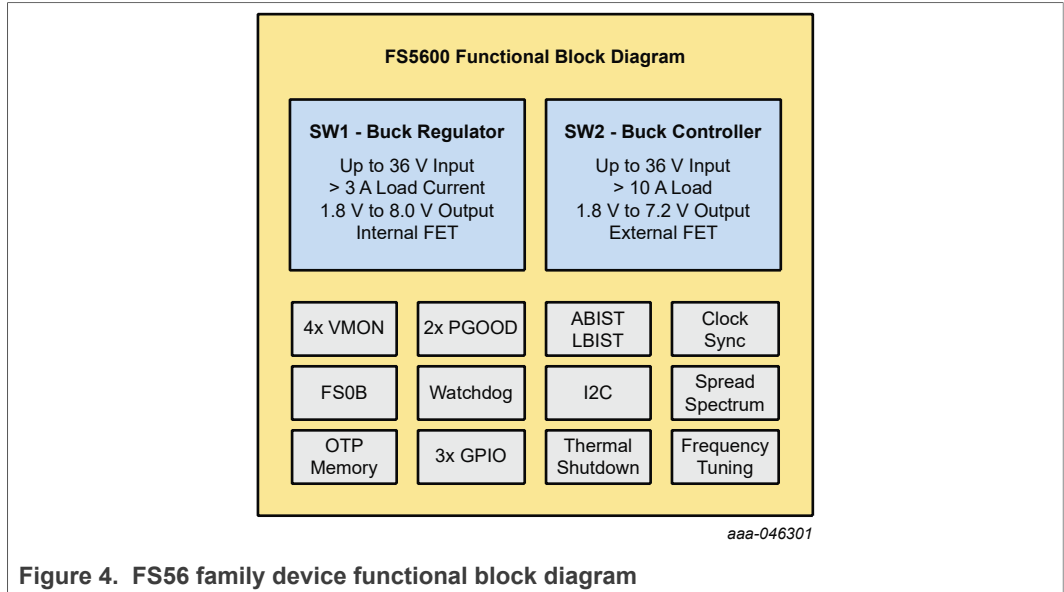 FS5600 Functional Block Diagram
SW1 - Buck Regulator
Up to 36 V Input
> 3 A Load Current
1.8 V to 8.0 V Output
Internal FET
SW2 - Buck Controller
Up to 36 V Input
> 10 A Load
1.8 V to 7.2 V Output
External FET
4x VMON
2x PGOOD
ABIST
LBIST
Clock
Sync
FS0B
Watchdog
I2C
Spread
Spectrum
OTP
Memory
3x GPIO
Thermal
Shutdown
Frequency
Tuning
aaa-046301
Figure 4. FS56 family device functional block diagram